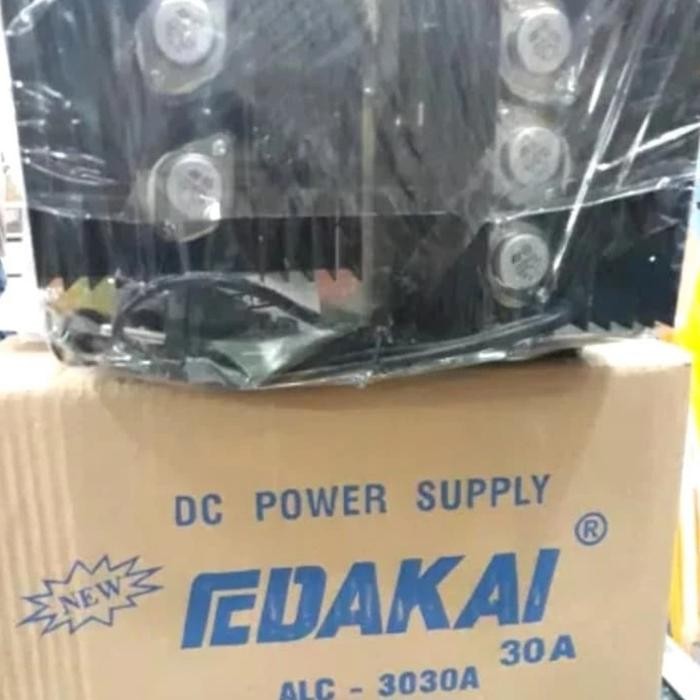 DC POWER SUPPLY
®
NEW
EDAKAI
30A
ALC - 3030A